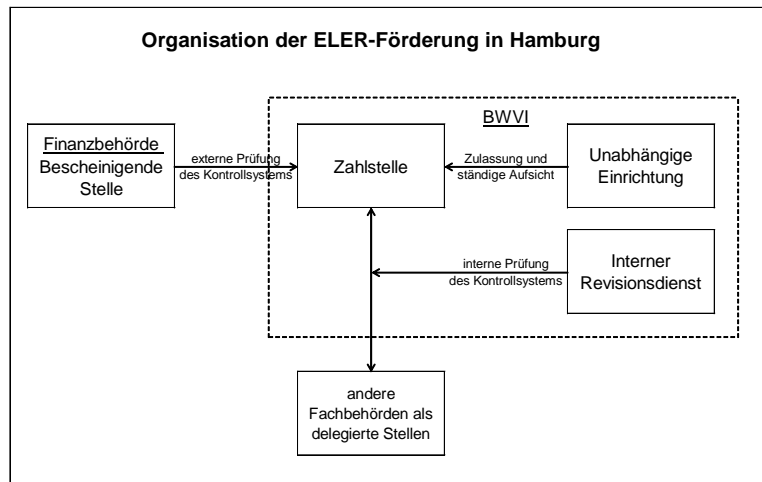 Organisation der ELER-Förderung in Hamburg
BWVI
Finanzbehörde
Bescheinigende
Stelle
externe Prüfung
des Kontrollsystems
Zahlstelle
Zulassung und
ständige Aufsicht
Unabhängige
Einrichtung
interne Prüfung
des Kontrollsystems
Interner
Revisionsdienst
andere
Fachbehörden als
delegierte Stellen